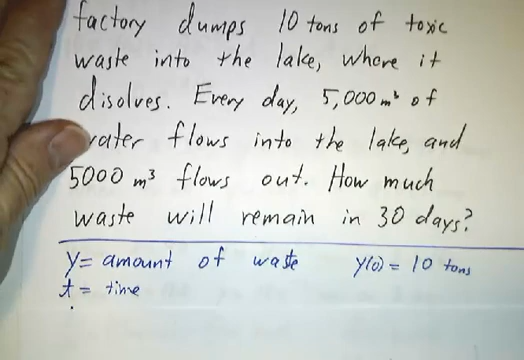 factory dumps 10 tons of toxic
waste into the lake, where it
disolves. Every day, 5,000 m³ of
water flows into the lake, and
5000 m³ flows out. How much
waste will remain in 30 days?
y= amount of waste y(0) = 10 tons
t = time